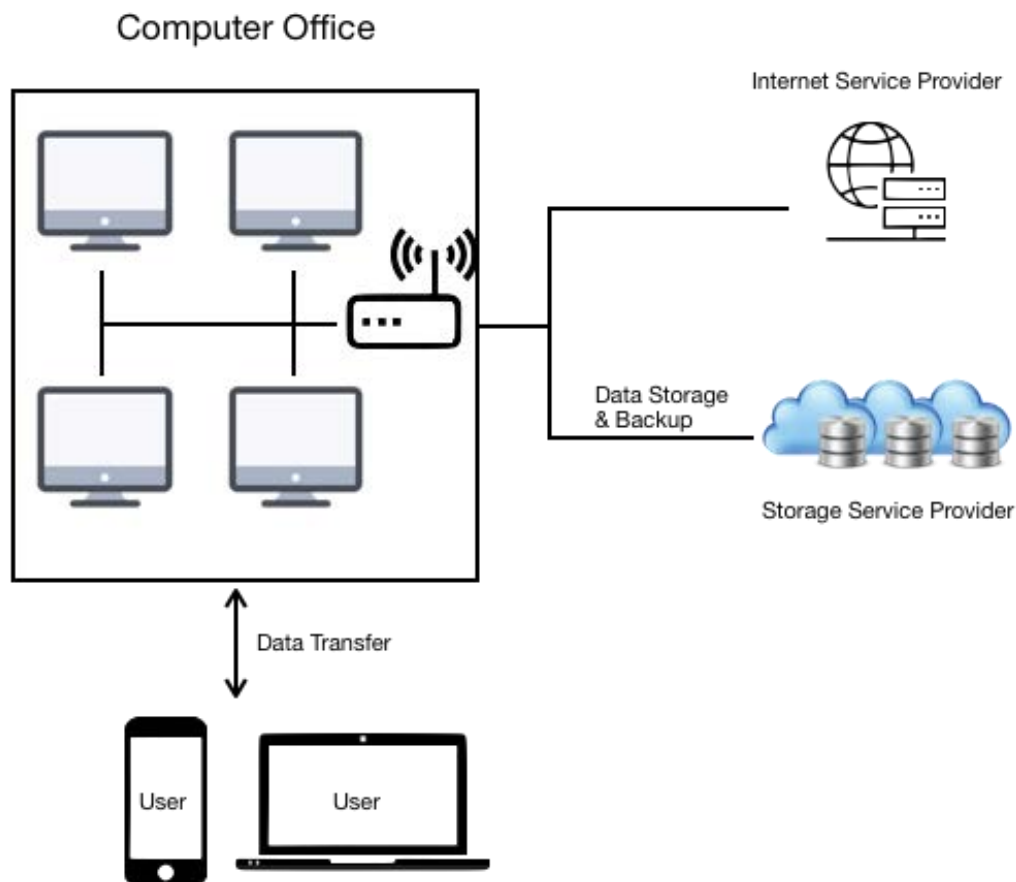 Computer Office
Internet Service Provider
Data Storage
& Backup
Storage Service Provider
Data Transfer
User
User